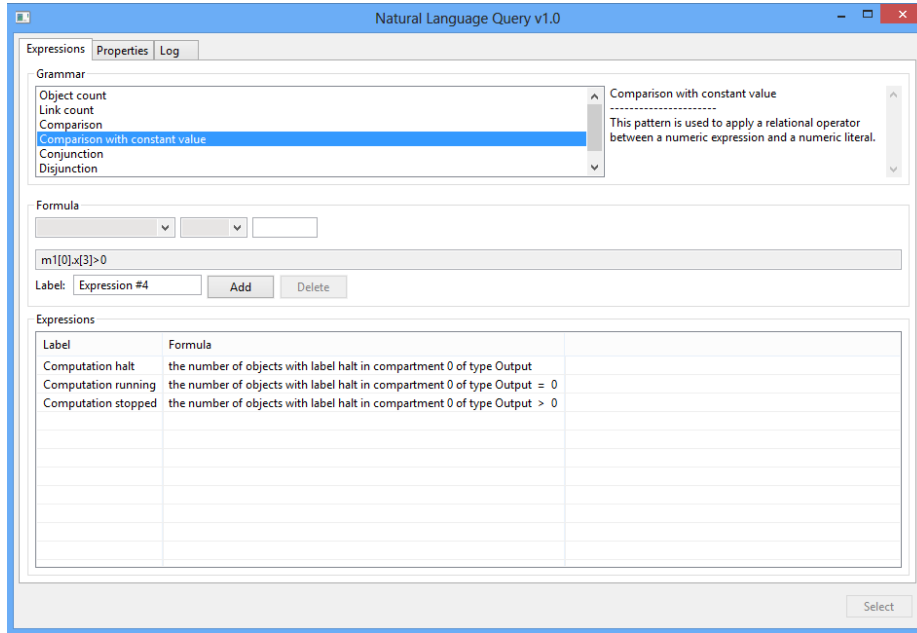 Natural Language Query v1.0
Expressions Properties Log
Grammar
Object count
Link count
Comparison
Comparison with constant value
Conjunction
Disjunction
Comparison with constant value
----------------------
This pattern is used to apply a relational operator
between a numeric expression and a numeric literal.
Formula
m1[0].x[3]>0
Label: Expression #4 Add Delete
Expressions
Label Formula
Computation halt the number of objects with label halt in compartment 0 of type Output
Computation running the number of objects with label halt in compartment 0 of type Output = 0
Computation stopped the number of objects with label halt in compartment 0 of type Output > 0
Select